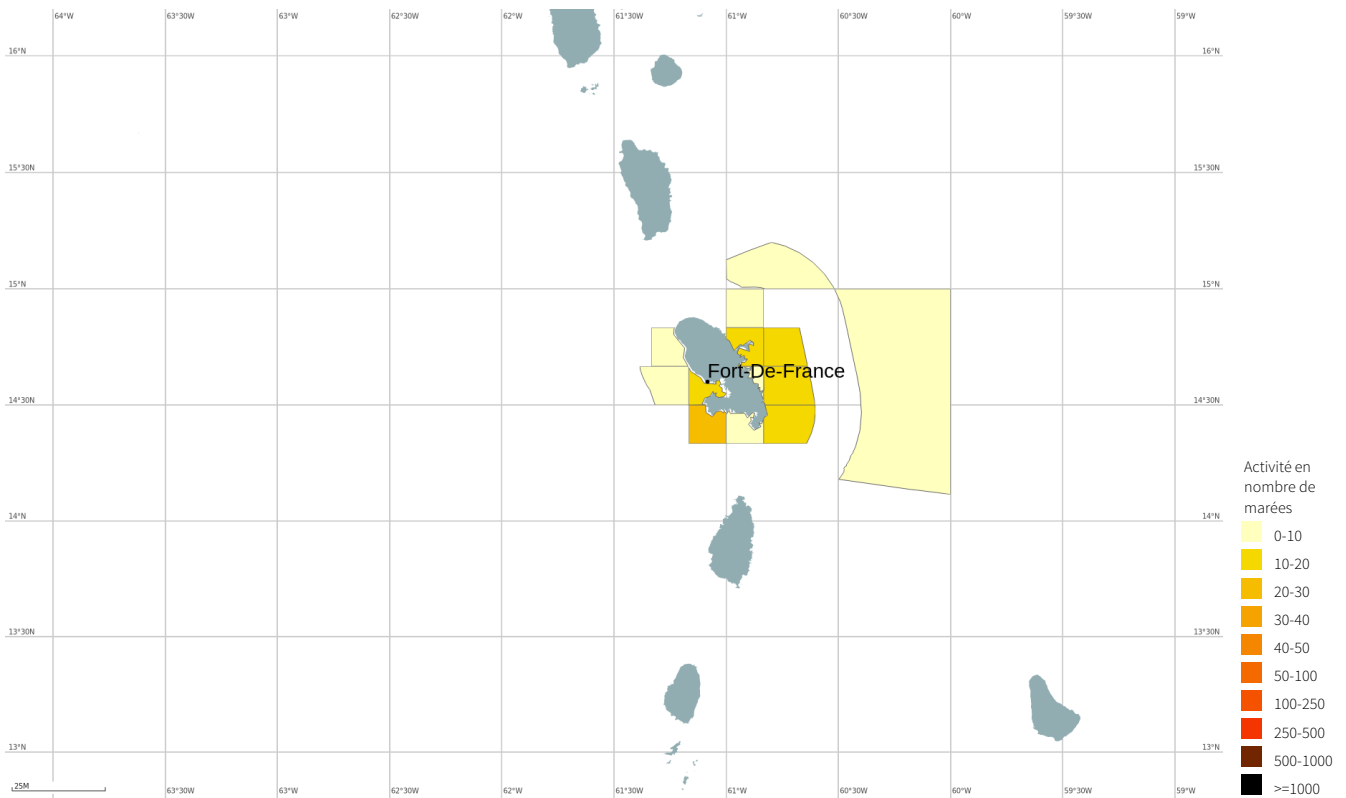 64°W 63°30W 63°W 62°30W 62°W 61°30W 61°W 60°30W 60°W 59°30W 59°W
16°N 16°N
15°30N 15°30N
15°N 15°N
Fort-De-France
14°30N 14°30N
Activité en
nombre de
marées
14°N 14°N
0-10
10-20
20-30
13°30N 13°30N
30-40
40-50
50-100
100-250
250-500
13°N 13°N
500-1000
25M
>=1000
63°30W 63°W 62°30W 62°W 61°30W 61°W 60°30W 60°W 59°30W 59°W